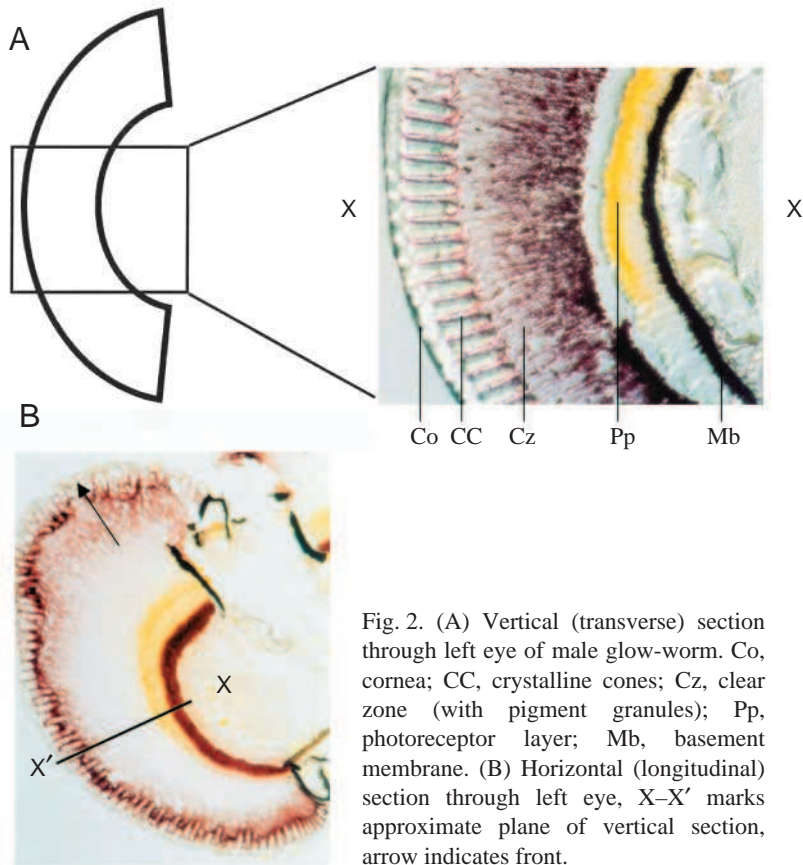 A
X
X
Co CC Cz Pp Mb
B
X
X′
Fig. 2. (A) Vertical (transverse) section
through left eye of male glow-worm. Co,
cornea; CC, crystalline cones; Cz, clear
zone (with pigment granules); Pp,
photoreceptor layer; Mb, basement
membrane. (B) Horizontal (longitudinal)
section through left eye, X–X′ marks
approximate plane of vertical section,
arrow indicates front.